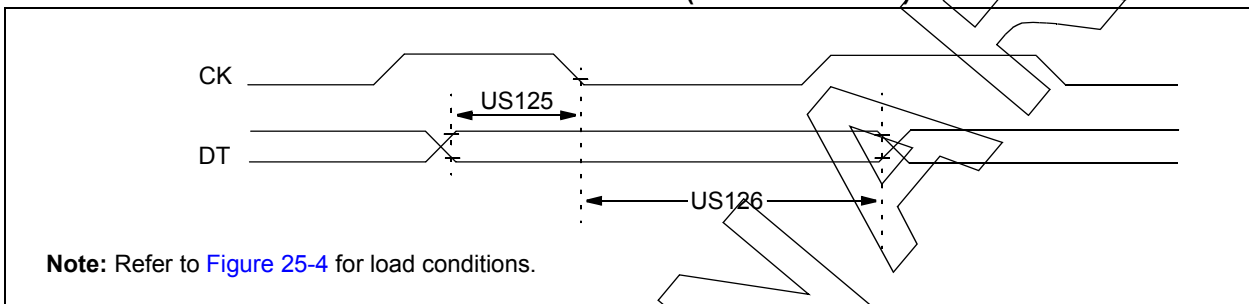 CK
US125
DT
US126
Note: Refer to Figure 25-4 for load conditions.